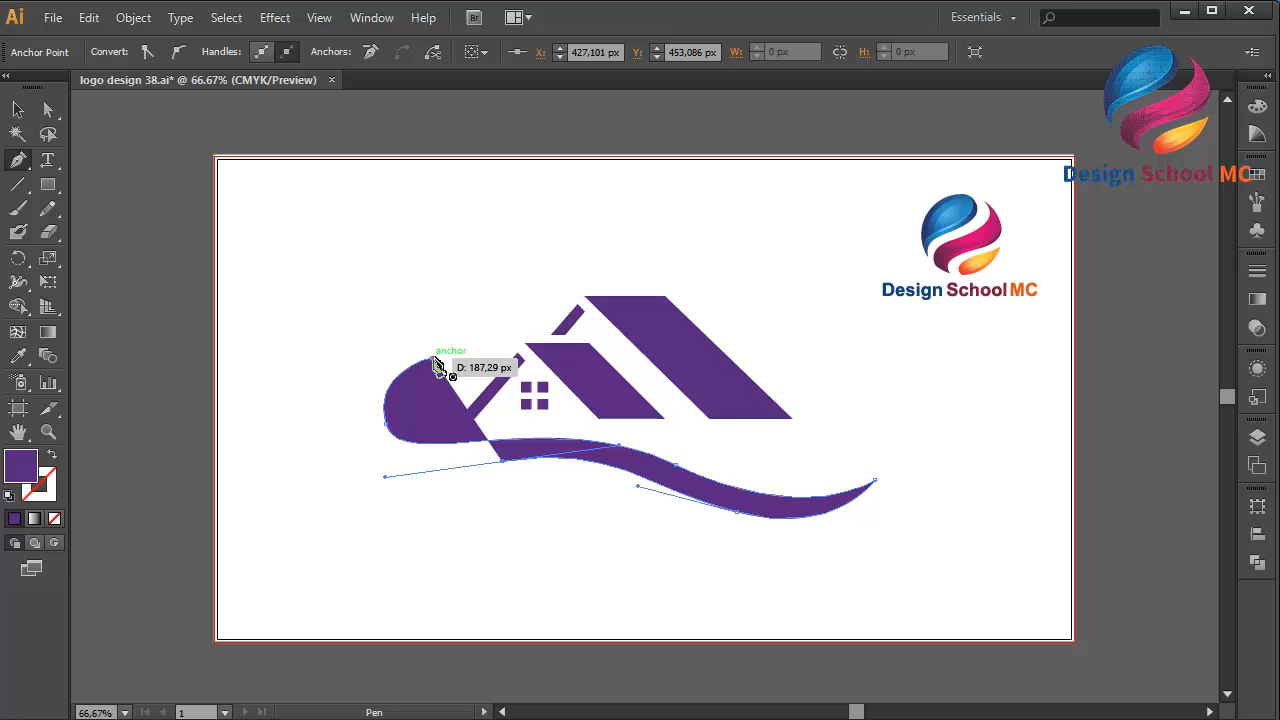 Ai File Edit Object Type Select Effect View Window Help Br Essentials
Anchor Point Convert: Handles: Anchors: X: 427,101 px Y: 453,086 px W: 0 px H: 0 px
logo design 38.ai* @ 66.67% (CMYK/Preview) ×
Design School MC
Design School MC
anchor
D: 187,29 px
66,67% 1 Pen